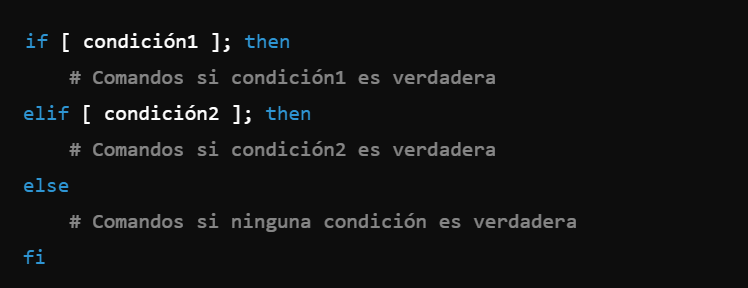 if [ condición1 ]; then
    # Comandos si condición1 es verdadera
elif [ condición2 ]; then
    # Comandos si condición2 es verdadera
else
    # Comandos si ninguna condición es verdadera
fi